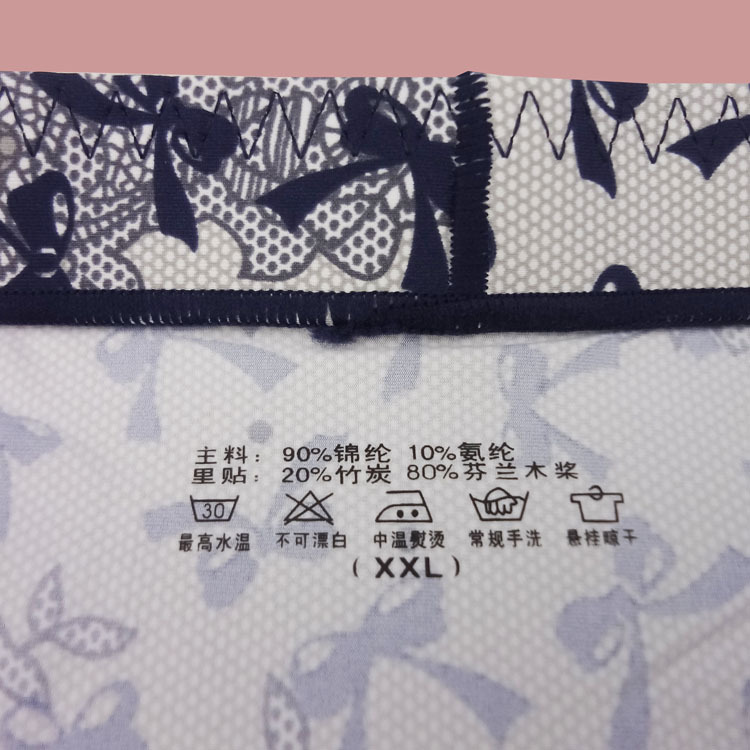 主料：90%锦纶 10%氨纶
里贴：20%竹炭 80%芬兰木桨
30
最高水温 不可漂白 中温熨烫 常规手洗 悬挂晾干
(XXL)